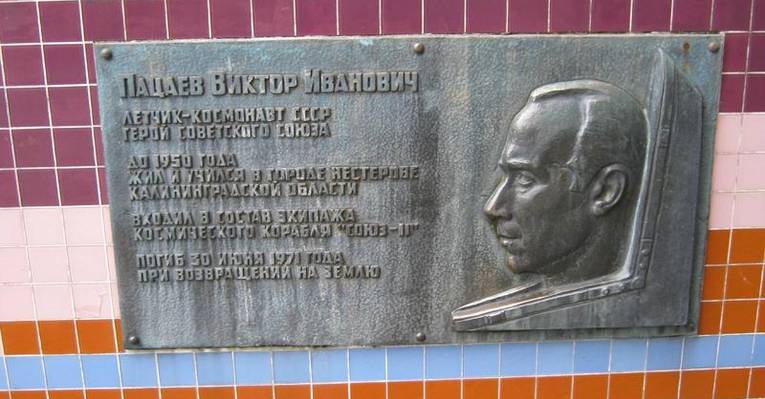 Пацаев Виктор Иванович
ЛЕТЧИК-КОСМОНАВТ СССР
ГЕРОЙ СОВЕТСКОГО СОЮЗА
ДО 1950 ГОДА
ЖИЛ И УЧИЛСЯ В ГОРОДЕ НЕСТЕРОВЕ
КАЛИНИНГРАДСКОЙ ОБЛАСТИ
ВХОДИЛ В СОСТАВ ЭКИПАЖА
КОСМИЧЕСКОГО КОРАБЛЯ "СОЮЗ-11"
ПОГИБ 30 ИЮНЯ 1971 ГОДА
ПРИ ВОЗВРАЩЕНИИ НА ЗЕМЛЮ